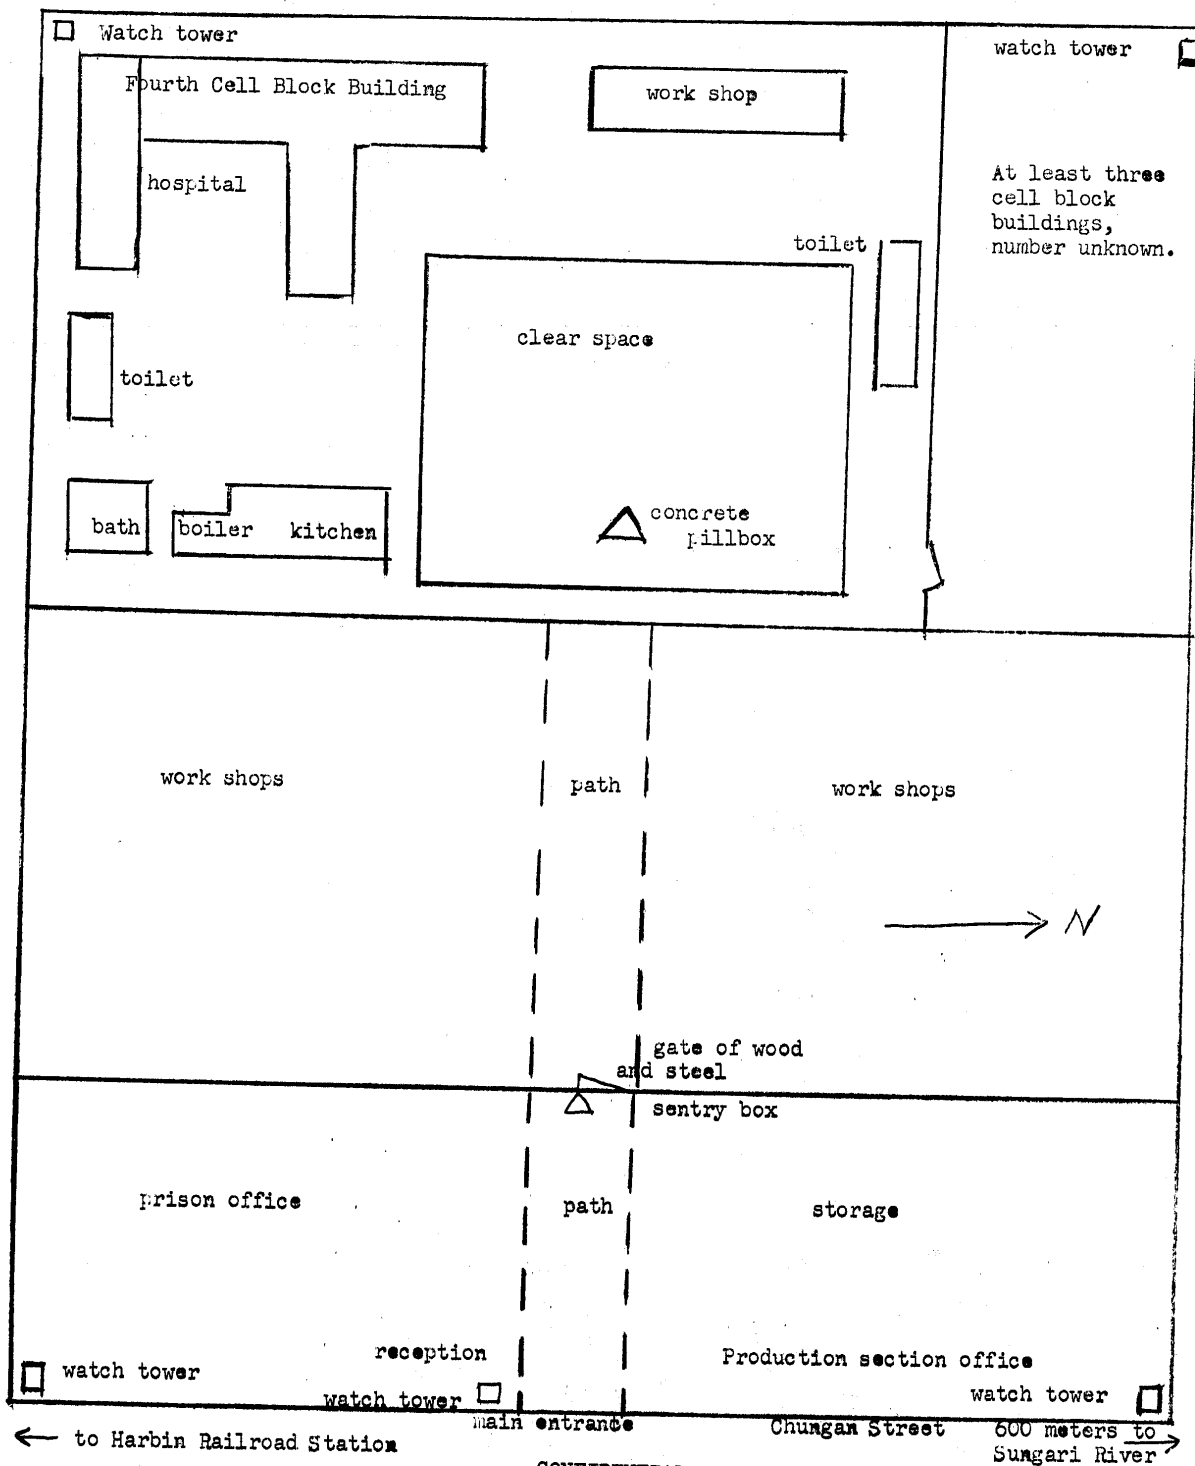 Watch tower
watch tower
Fourth Cell Block Building
work shop
hospital
At least three
cell block
buildings,
number unknown.
toilet
clear space
toilet
concrete
pillbox
bath
boiler
kitchen
work shops
path
work shops
N
gate of wood
and steel
sentry box
prison office
path
storage
reception
Production section office
watch tower
watch tower
watch tower
main entrance
Chungan Street
600 meters to
Sungari River
to Harbin Railroad Station